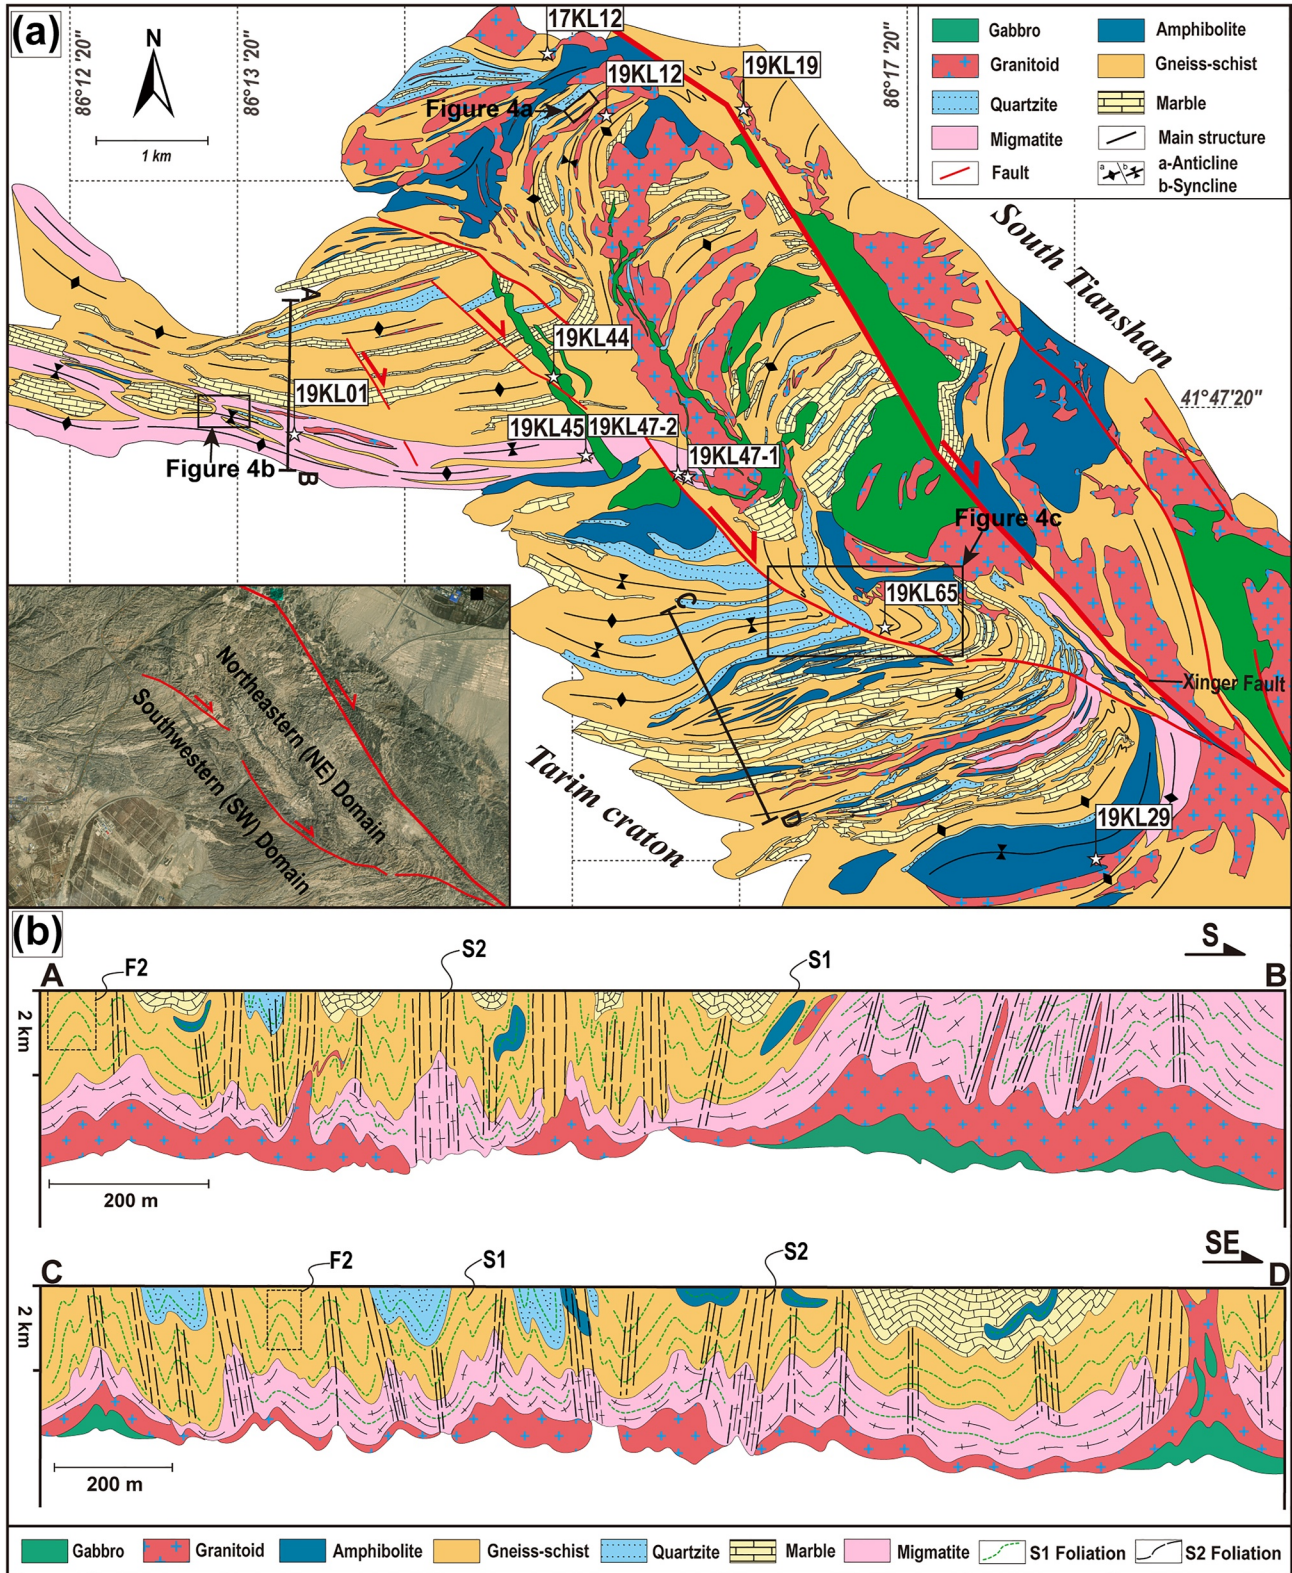 (a)
86°12'20"
N
1 km
86°13'20"
17KL12
19KL12
19KL19
Figure 4a
86°17'20"
Gabbro
Amphibolite
Granitoid
Gneiss-schist
Quartzite
Marble
Migmatite
Main structure
Fault
a
b
a-Anticline
b-Syncline
South Tianshan
41°47'20"
A
19KL44
19KL01
19KL45
19KL47-2
19KL47-1
Figure 4b
B
Figure 4c
19KL65
C
Xinger Fault
Northeastern (NE) Domain
Southwestern (SW) Domain
Tarim craton
D
19KL29
(b)
S
A
F2
S2
S1
B
2 km
200 m
SE
C
F2
S1
S2
D
2 km
200 m
Gabbro
Granitoid
Amphibolite
Gneiss-schist
Quartzite
Marble
Migmatite
S1 Foliation
S2 Foliation